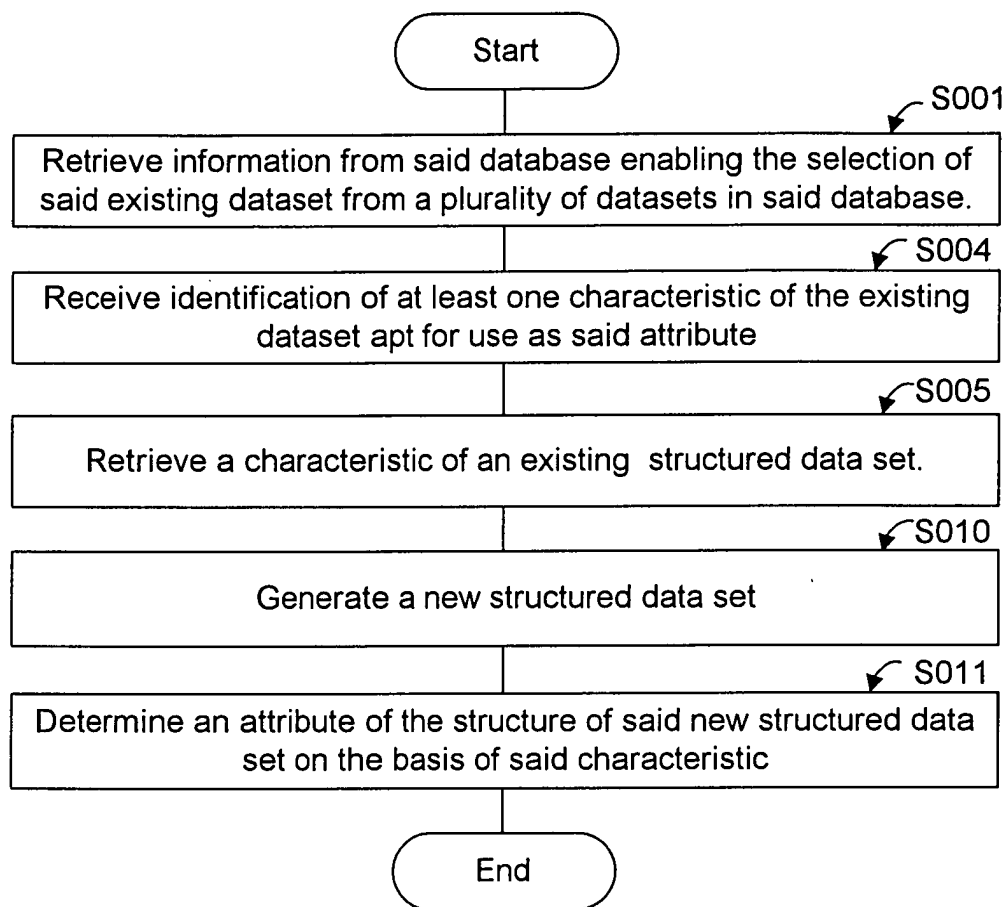 Start
S001
Retrieve information from said database enabling the selection of
said existing dataset from a plurality of datasets in said database.
S004
Receive identification of at least one characteristic of the existing
dataset apt for use as said attribute
S005
Retrieve a characteristic of an existing structured data set.
S010
Generate a new structured data set
S011
Determine an attribute of the structure of said new structured data
set on the basis of said characteristic
End